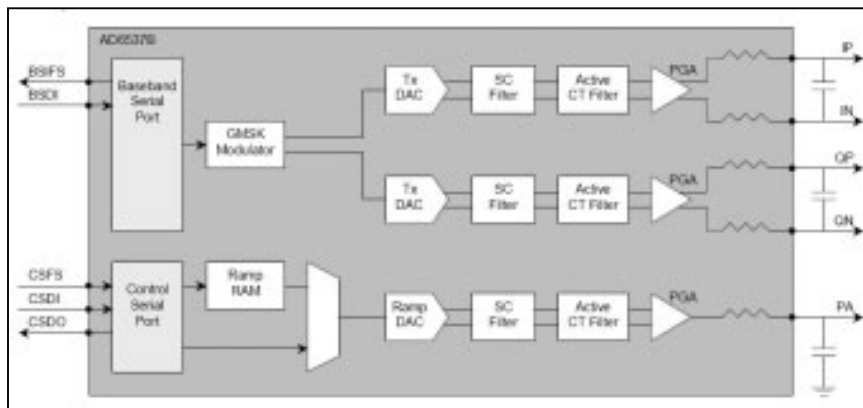 AD6537B
BSIFS
BSDI
Baseband
Serial
Port
GMSK
Modulator
Tx
DAC
SC
Filter
Active
CT Filter
PGA
IP
IN
Tx
DAC
SC
Filter
Active
CT Filter
PGA
QP
QN
CSFS
CSDI
CSDO
Control
Serial
Port
Ramp
RAM
Ramp
DAC
SC
Filter
Active
CT Filter
PGA
PA